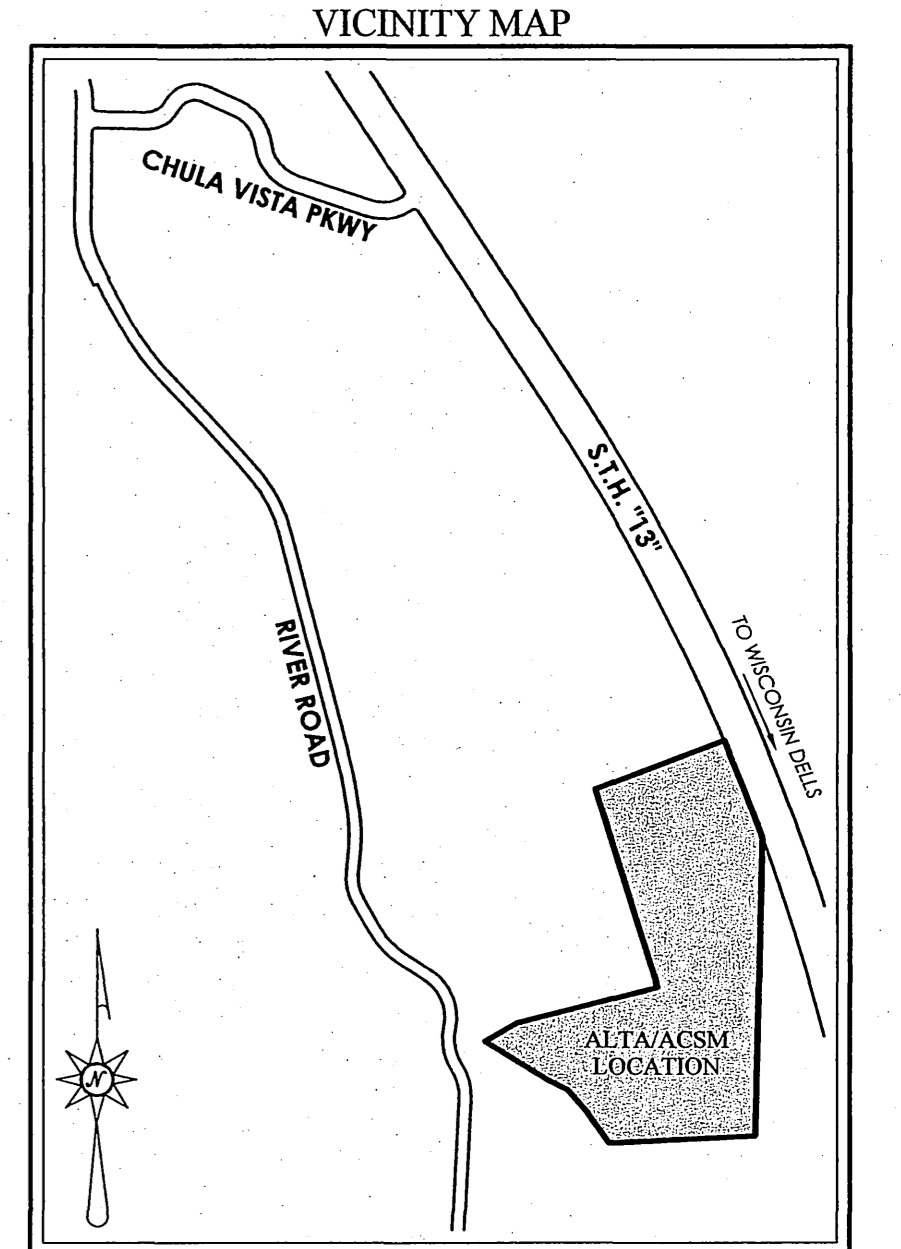 VICINITY MAP
CHULA VISTA PKWY
S.T.H. "13"
RIVER ROAD
TO WISCONSIN DELLS
ALTA/ACSM
LOCATION
N